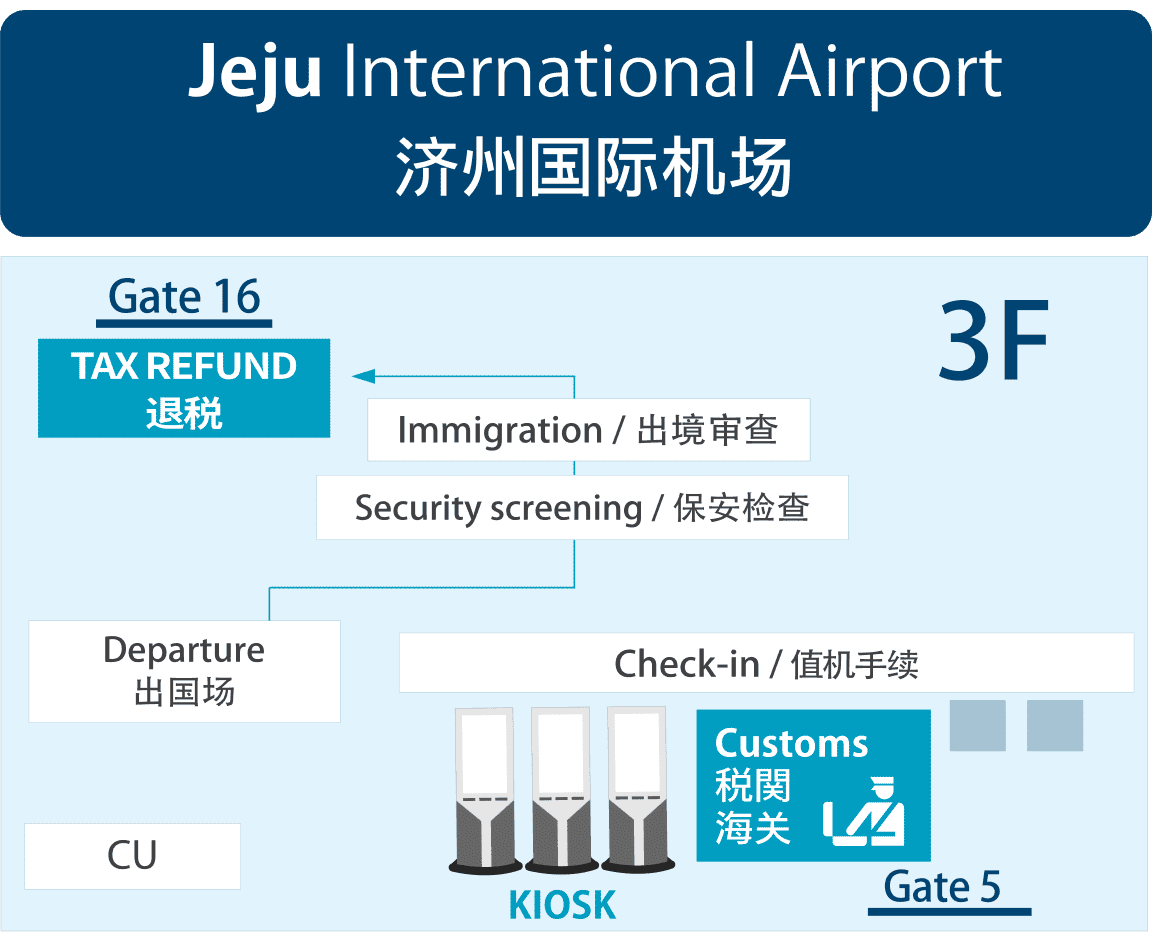 Jeju International Airport
济州国际机场
Gate 16
3F
TAX REFUND
退税
Immigration / 出境审查
Security screening / 保安检查
Departure
出国场
Check-in / 值机手续
Customs
税関
海关
CU
KIOSK
Gate 5